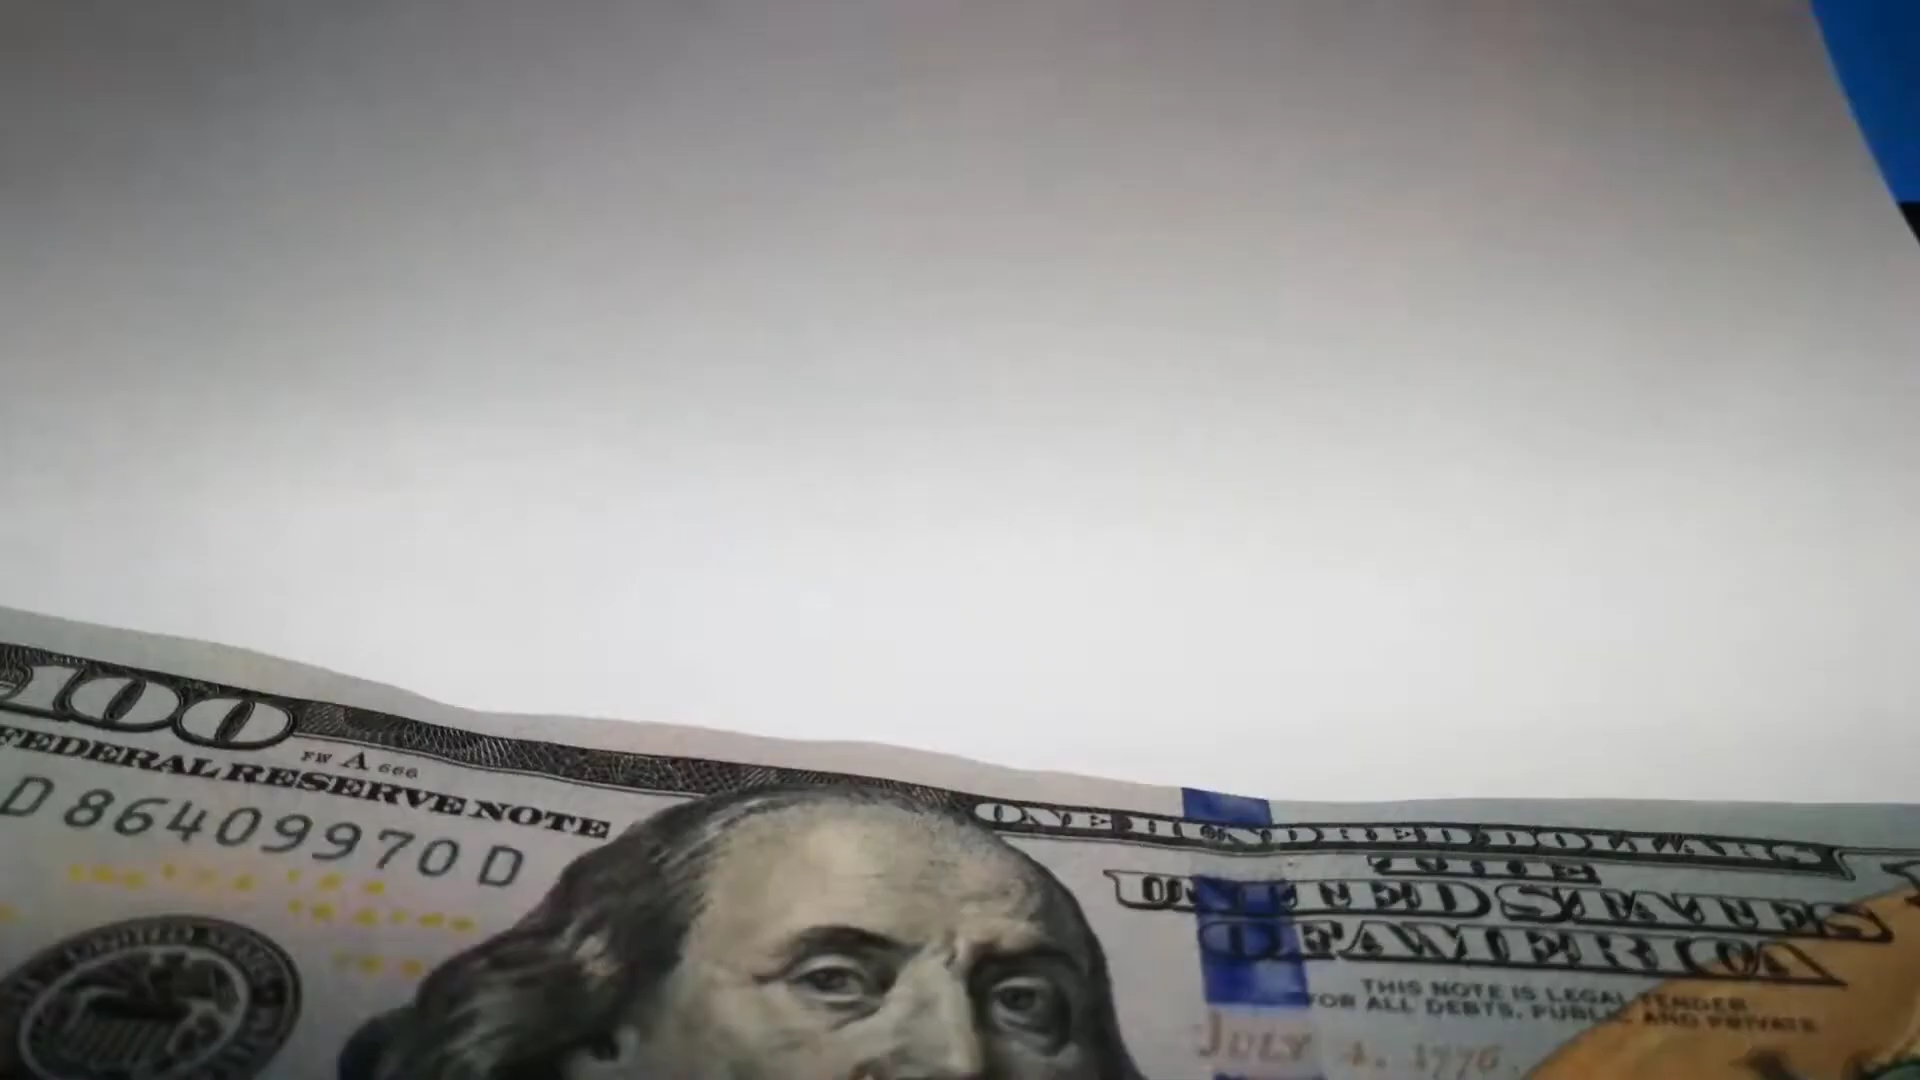 100
FW A 666
FEDERAL RESERVE NOTE
D 86409970 D
ONE HUNDRED DOLLARS
THE
UNITED STATES
OF AMERICA
THIS NOTE IS LEGAL TENDER
FOR ALL DEBTS, PUBLIC AND PRIVATE
JULY 4, 1776.